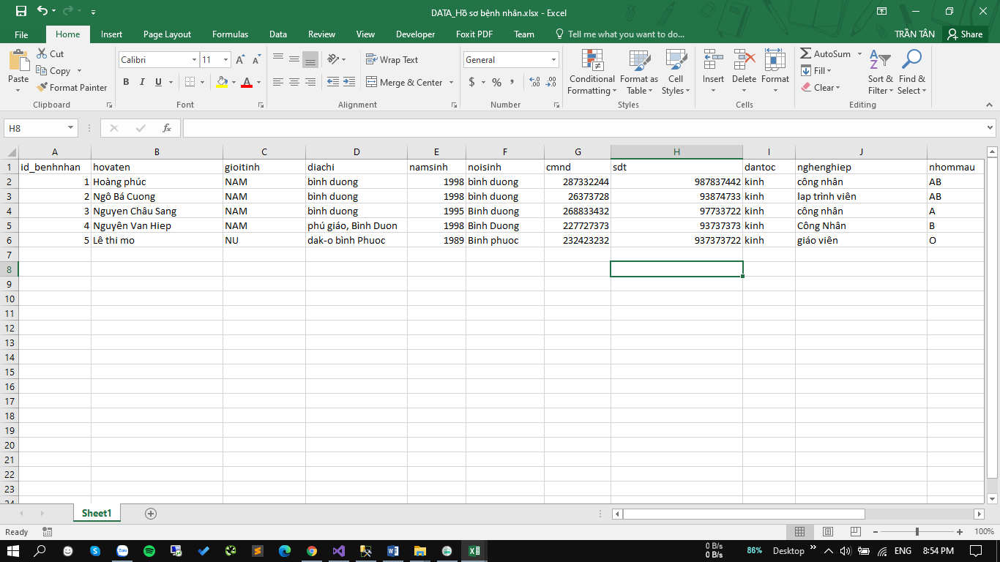 DATA_Hồ sơ bệnh nhân.xlsx - Excel
File Home Insert Page Layout Formulas Data Review View Developer Foxit PDF Team Tell me what you want to do... TRẦN TÂN Share
Paste Cut Copy Format Painter
Calibri 11
B I U
Wrap Text
Merge & Center
General
$ % ,
Conditional Formatting Format as Table Cell Styles
Insert Delete Format
AutoSum Fill Clear
Sort & Filter Find & Select
Clipboard Font Alignment Number Styles Cells Editing
H8 fx
A B C D E F G H I J
1 id_benhnhan hovaten gioitinh diachi namsinh noisinh cmnd sdt dantoc nghenghiep nhommau
2 1 Hoàng phúc NAM bình duong 1998 bình duong 287332244 987837442 kinh công nhân AB
3 2 Ngô Bá Cuong NAM bình duong 1998 bình duong 26373728 93874733 kinh lap trình viên AB
4 3 Nguyen Châu Sang NAM bình duong 1995 Binh duong 268833432 97733722 kinh công nhân A
5 4 Nguyên Van Hiep NAM phú giáo, Bình Duon 1998 Bình Duong 227727373 93737373 kinh Công Nhân B
6 5 Lê thi mo NU dak-o bình Phuoc 1989 Binh phuoc 232423232 937373722 kinh giáo viên O
7
8
9
10
11
12
13
14
15
16
17
18
19
20
21
22
23
24
Sheet1
Ready 100%
0 B/s
0 B/s
86% Desktop ENG 8:54 PM